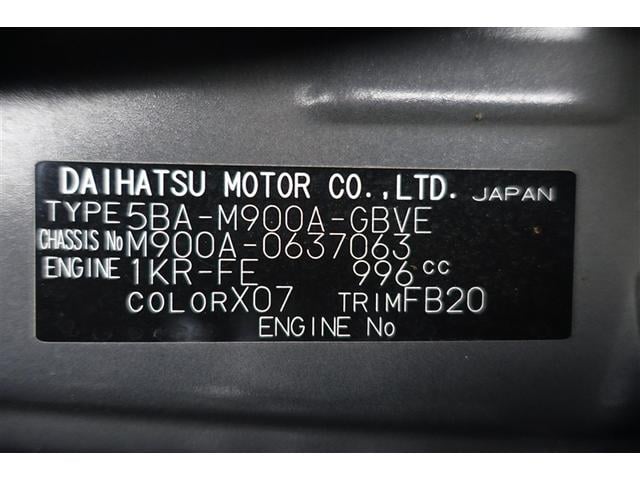 DAIHATSU MOTOR CO.,LTD. JAPAN
TYPE 5BA-M900A-GBVE
CHASSIS No M900A-0637063
ENGINE 1KR-FE 996cc
COLOR X07 TRIM FB20
ENGINE No